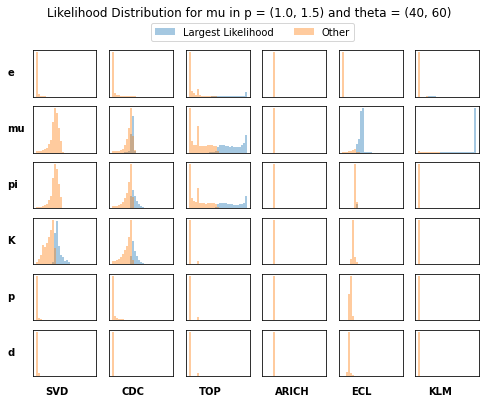 Likelihood Distribution for mu in p = (1.0, 1.5) and theta = (40, 60)
Largest Likelihood Other
e
mu
pi
K
p
d
SVD CDC TOP ARICH ECL KLM